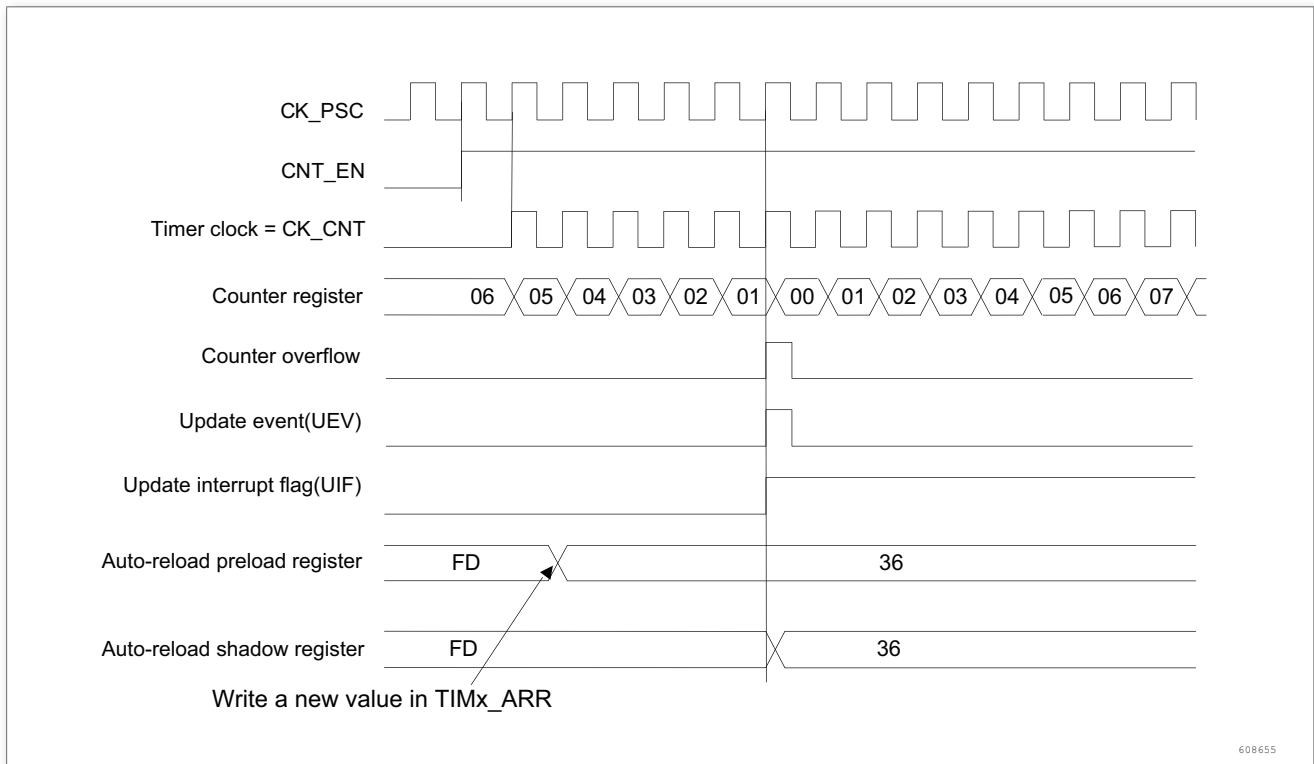 CK_PSC
CNT_EN
Timer clock = CK_CNT
Counter register 06 05 04 03 02 01 00 01 02 03 04 05 06 07
Counter overflow
Update event(UEV)
Update interrupt flag(UIF)
Auto-reload preload register FD 36
Auto-reload shadow register FD 36
Write a new value in TIMx_ARR
608655